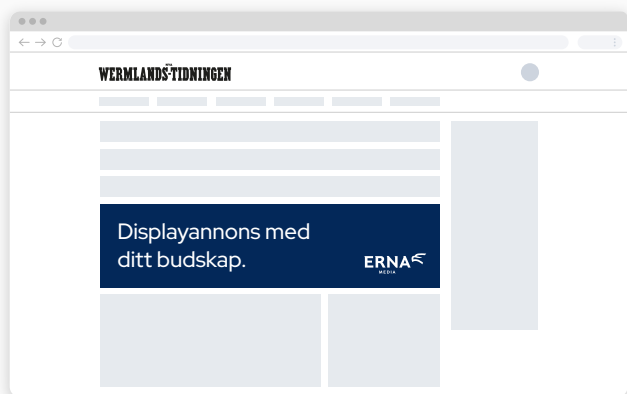 WERMLANDS-TIDNINGEN
Displayannons med
ditt budskap.
ERNA
MEDIA